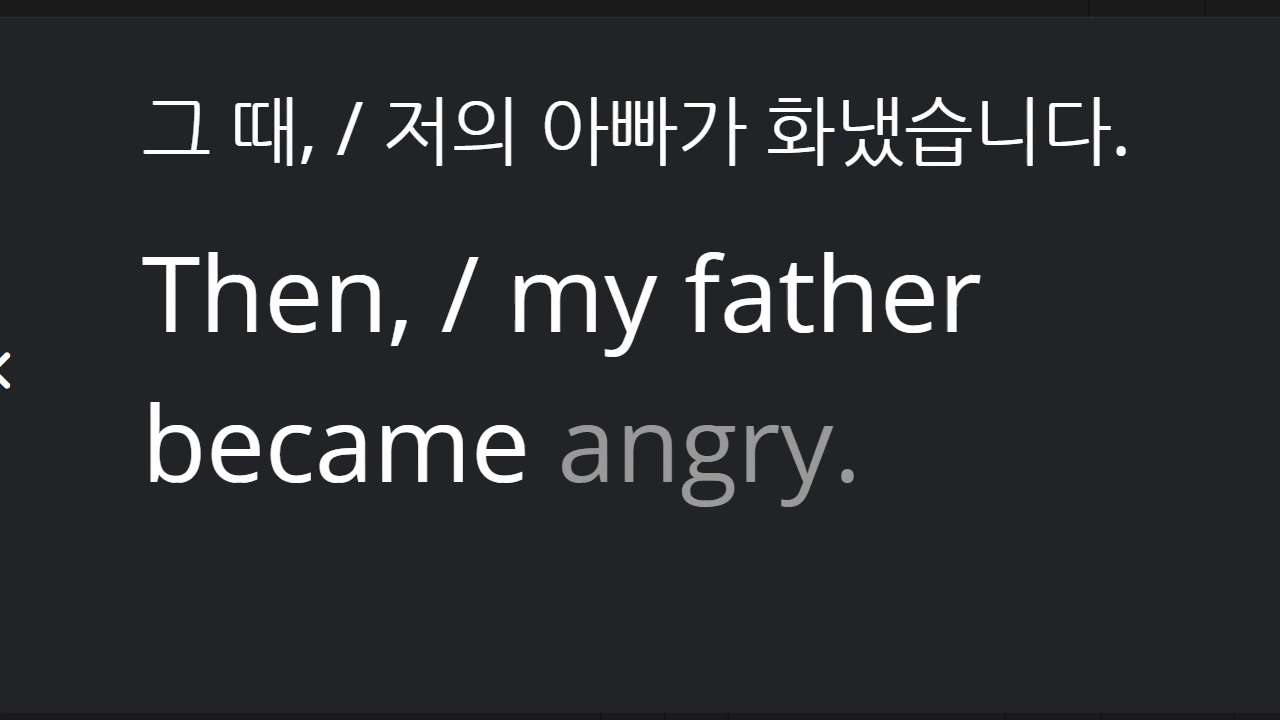 그 때, / 저의 아빠가 화냈습니다.
Then, / my father
became angry.